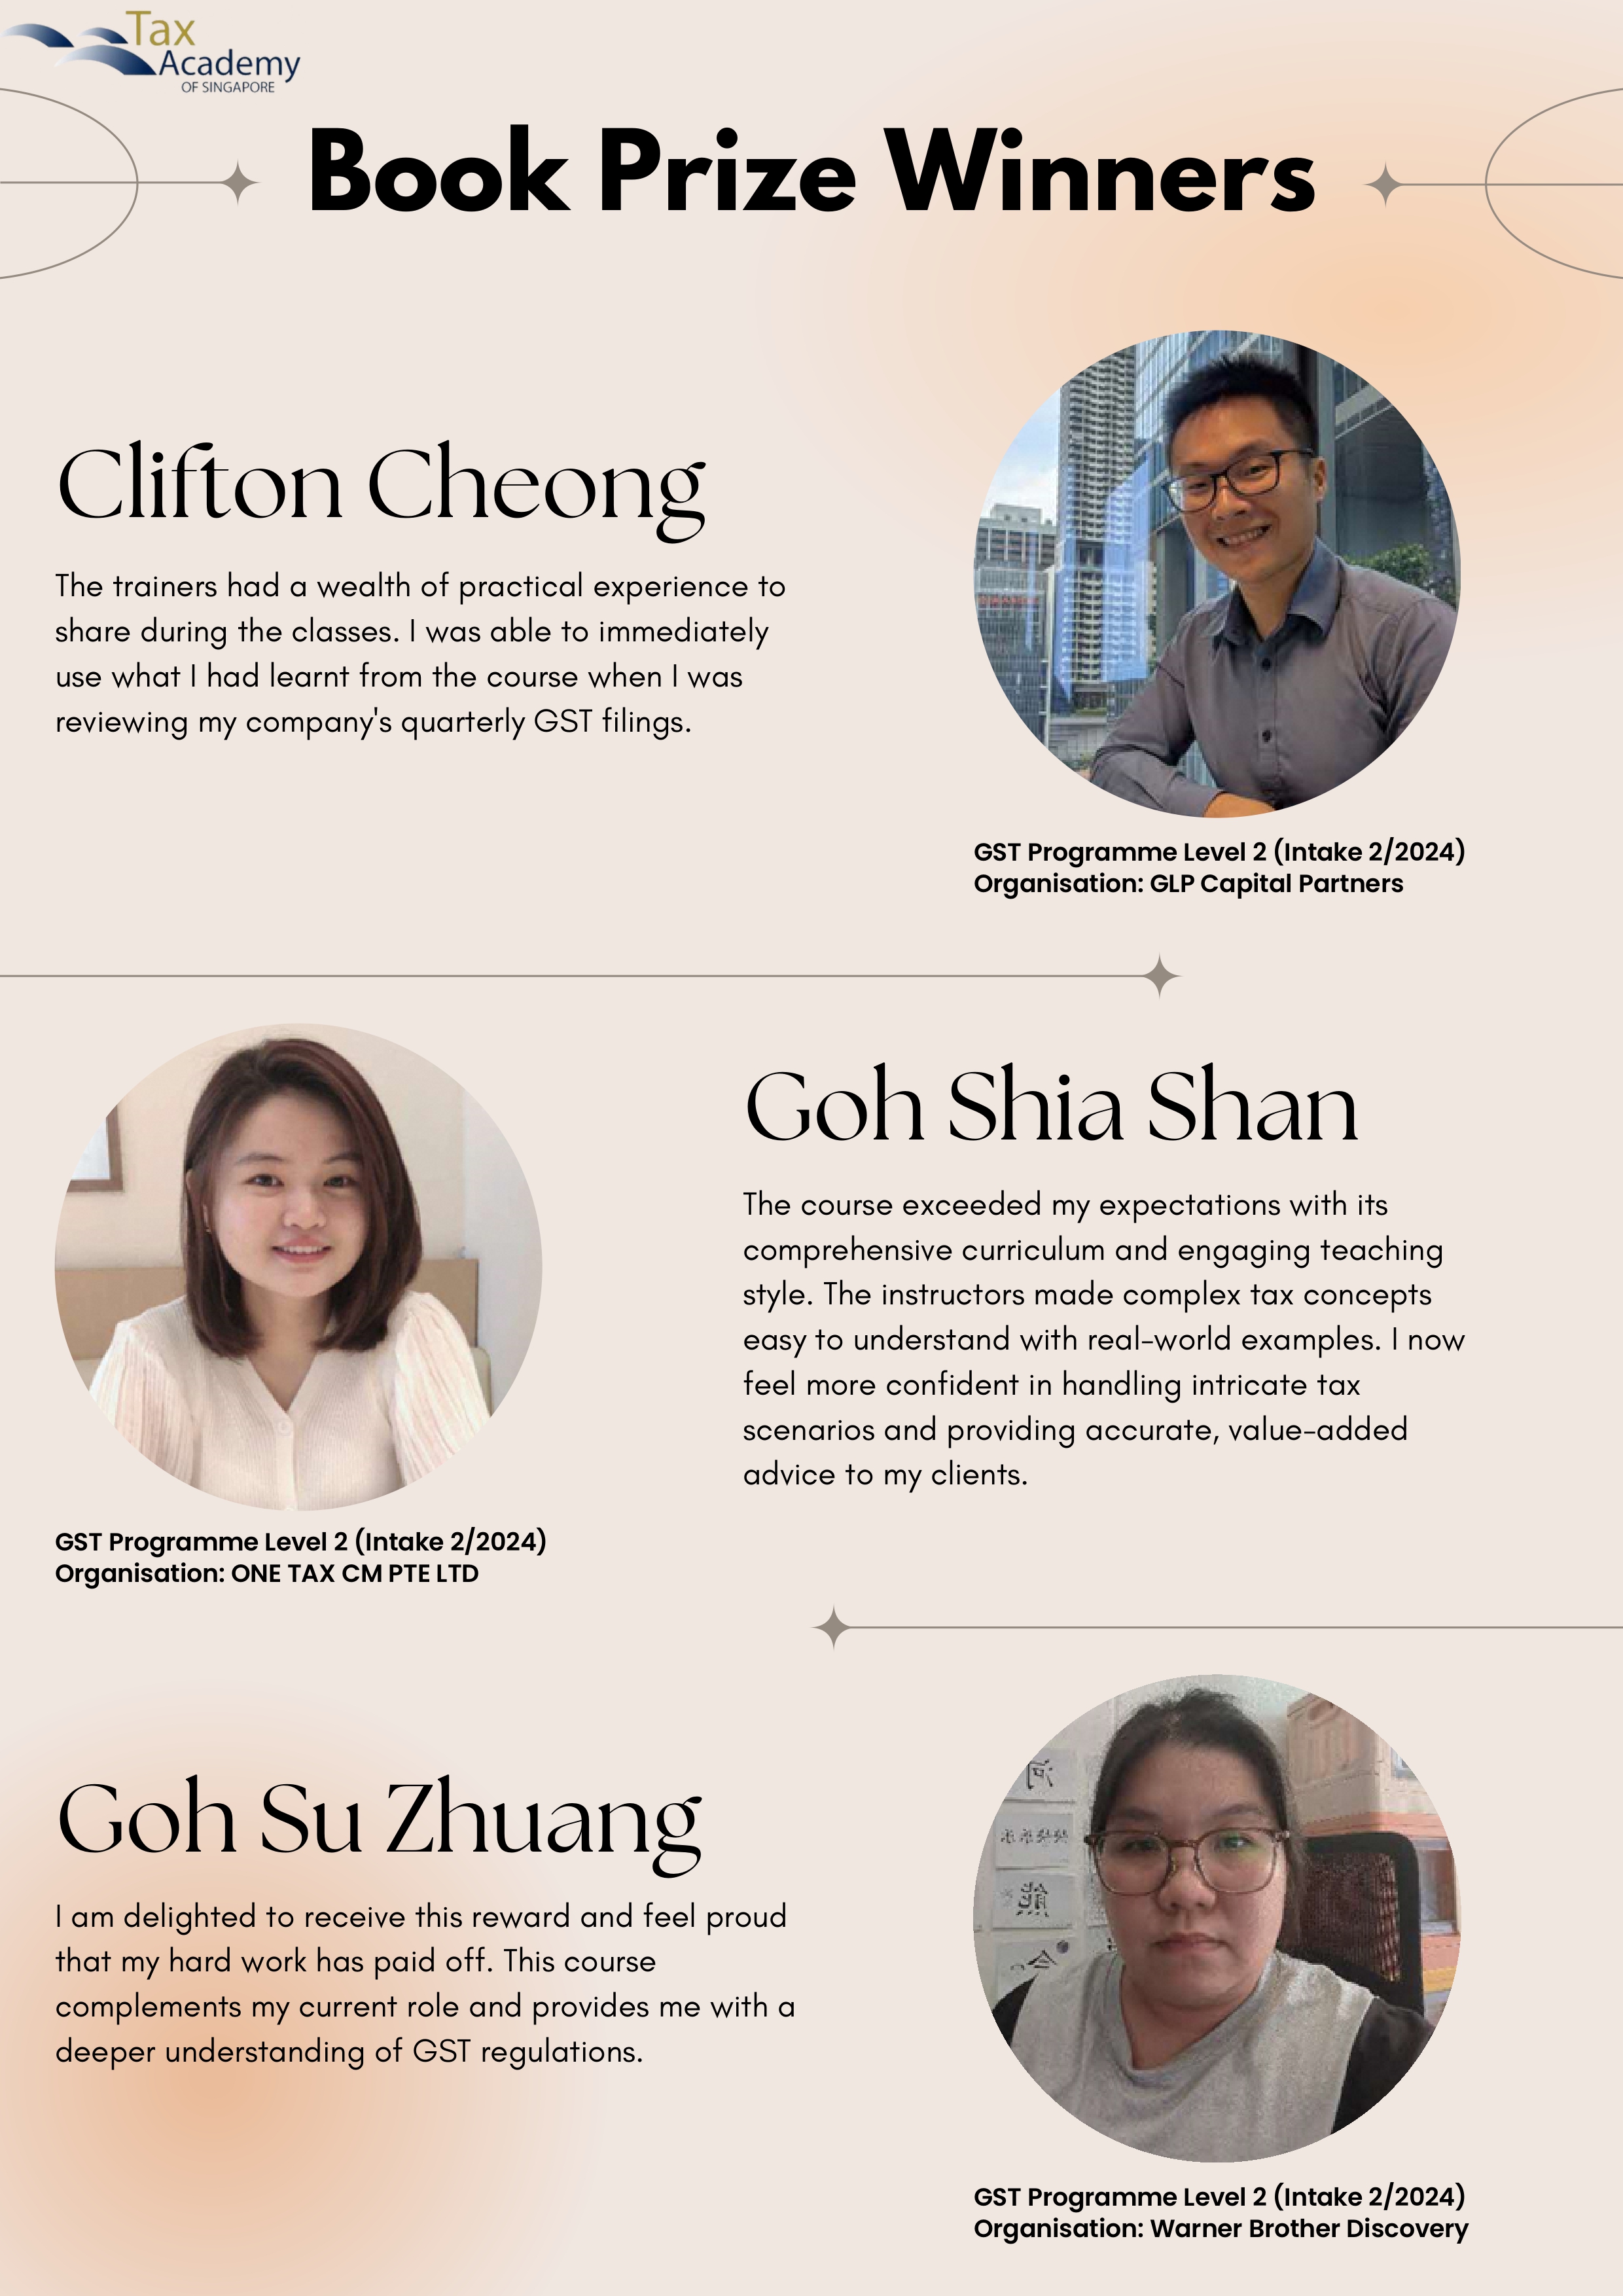 Tax
Academy
OF SINGAPORE
Book Prize Winners
Clifton Cheong
The trainers had a wealth of practical experience to
share during the classes. I was able to immediately
use what I had learnt from the course when I was
reviewing my company's quarterly GST filings.
GST Programme Level 2 (Intake 2/2024)
Organisation: GLP Capital Partners
Goh Shia Shan
The course exceeded my expectations with its
comprehensive curriculum and engaging teaching
style. The instructors made complex tax concepts
easy to understand with real-world examples. I now
feel more confident in handling intricate tax
scenarios and providing accurate, value-added
advice to my clients.
GST Programme Level 2 (Intake 2/2024)
Organisation: ONE TAX CM PTE LTD
Goh Su Zhuang
I am delighted to receive this reward and feel proud
that my hard work has paid off. This course
complements my current role and provides me with a
deeper understanding of GST regulations.
河
熊
GST Programme Level 2 (Intake 2/2024)
Organisation: Warner Brother Discovery